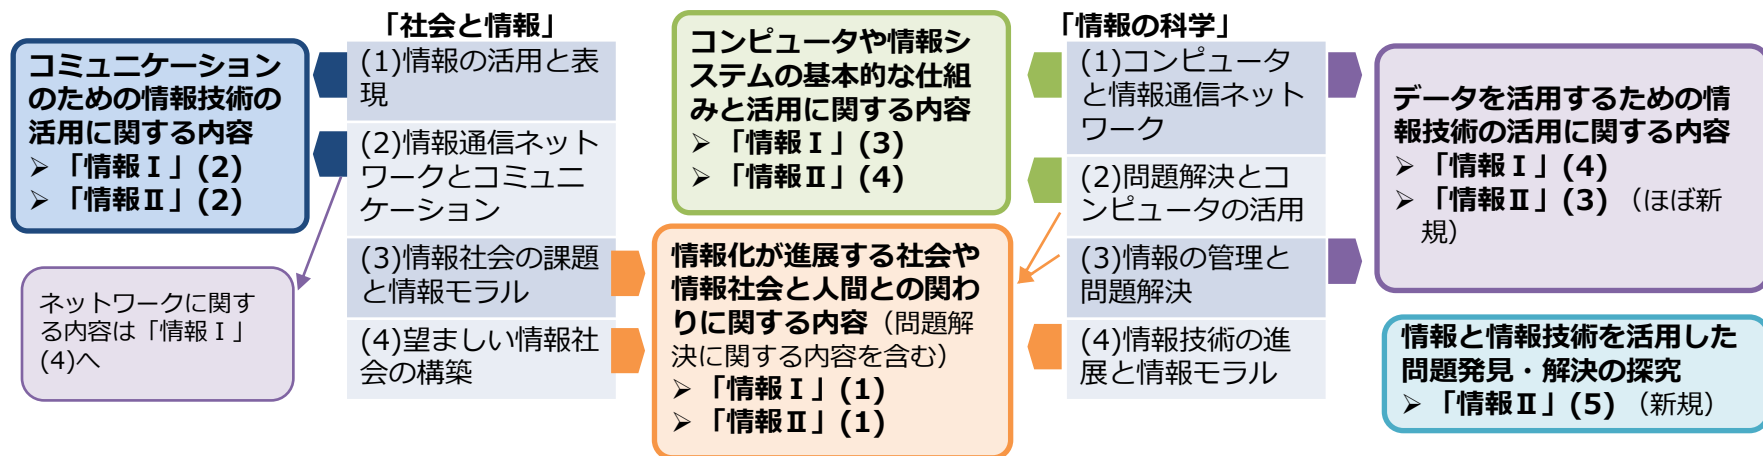 「社会と情報」
コミュニケーション
のための情報技術の
活用に関する内容
➢ 「情報Ⅰ」(2)
➢ 「情報Ⅱ」(2)
(1)情報の活用と表
現
(2)情報通信ネット
ワークとコミュニ
ケーション
(3)情報社会の課題
と情報モラル
(4)望ましい情報社
会の構築
ネットワークに関す
る内容は「情報Ⅰ」
(4)へ
コンピュータや情報シ
ステムの基本的な仕組
みと活用に関する内容
➢ 「情報Ⅰ」(3)
➢ 「情報Ⅱ」(4)
情報化が進展する社会や
情報社会と人間との関わ
りに関する内容（問題解
決に関する内容を含む）
➢ 「情報Ⅰ」(1)
➢ 「情報Ⅱ」(1)
「情報の科学」
(1)コンピュータ
と情報通信ネット
ワーク
(2)問題解決とコ
ンピュータの活用
(3)情報の管理と
問題解決
(4)情報技術の進
展と情報モラル
データを活用するための情
報技術の活用に関する内容
➢ 「情報Ⅰ」(4)
➢ 「情報Ⅱ」(3)（ほぼ新
規）
情報と情報技術を活用した
問題発見・解決の探究
➢ 「情報Ⅱ」(5)（新規）